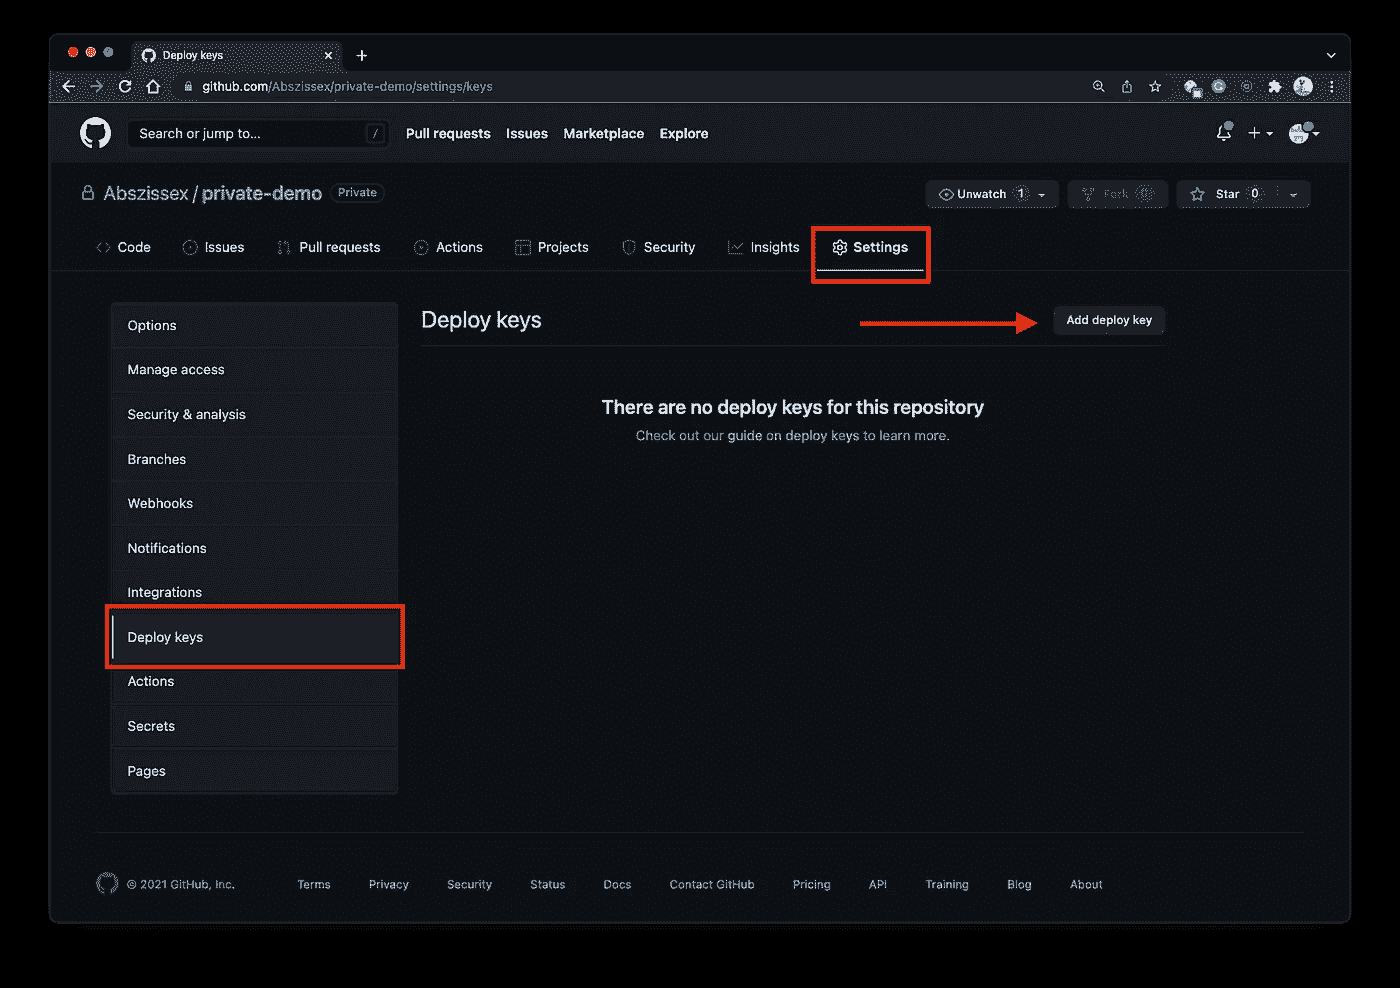 Deploy keys
github.com/Abszissex/private-demo/settings/keys
Search or jump to... /
Pull requests Issues Marketplace Explore
Abszissex / private-demo Private
Unwatch 1 Fork 0 Star 0
Code Issues Pull requests Actions Projects Security Insights Settings
Options
Manage access
Security & analysis
Branches
Webhooks
Notifications
Integrations
Deploy keys
Actions
Secrets
Pages
Deploy keys
Add deploy key
There are no deploy keys for this repository
Check out our guide on deploy keys to learn more.
© 2021 GitHub, Inc. Terms Privacy Security Status Docs Contact GitHub Pricing API Training Blog About